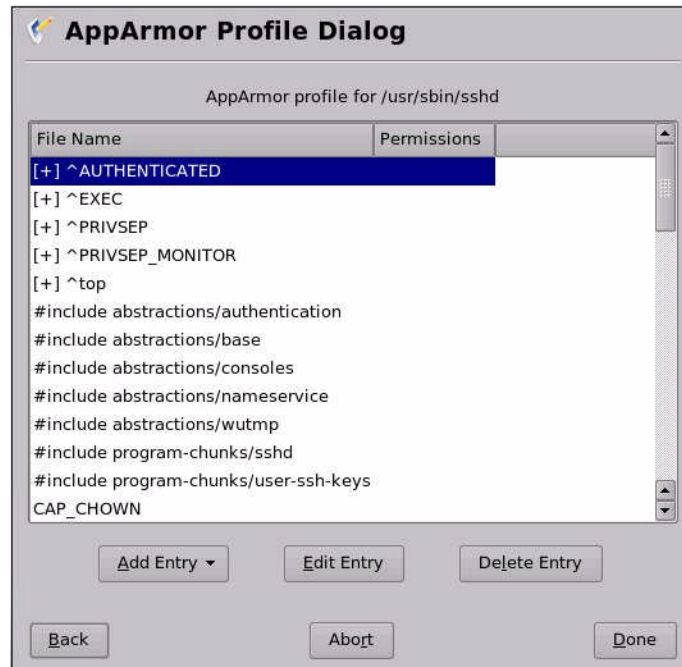 AppArmor Profile Dialog
AppArmor profile for /usr/sbin/sshd
File Name Permissions
[+] ^AUTHENTICATED
[+] ^EXEC
[+] ^PRIVSEP
[+] ^PRIVSEP_MONITOR
[+] ^top
#include abstractions/authentication
#include abstractions/base
#include abstractions/consoles
#include abstractions/nameservice
#include abstractions/wutmp
#include program-chunks/sshd
#include program-chunks/user-ssh-keys
CAP_CHOWN
Add Entry Edit Entry Delete Entry
Back Abort Done